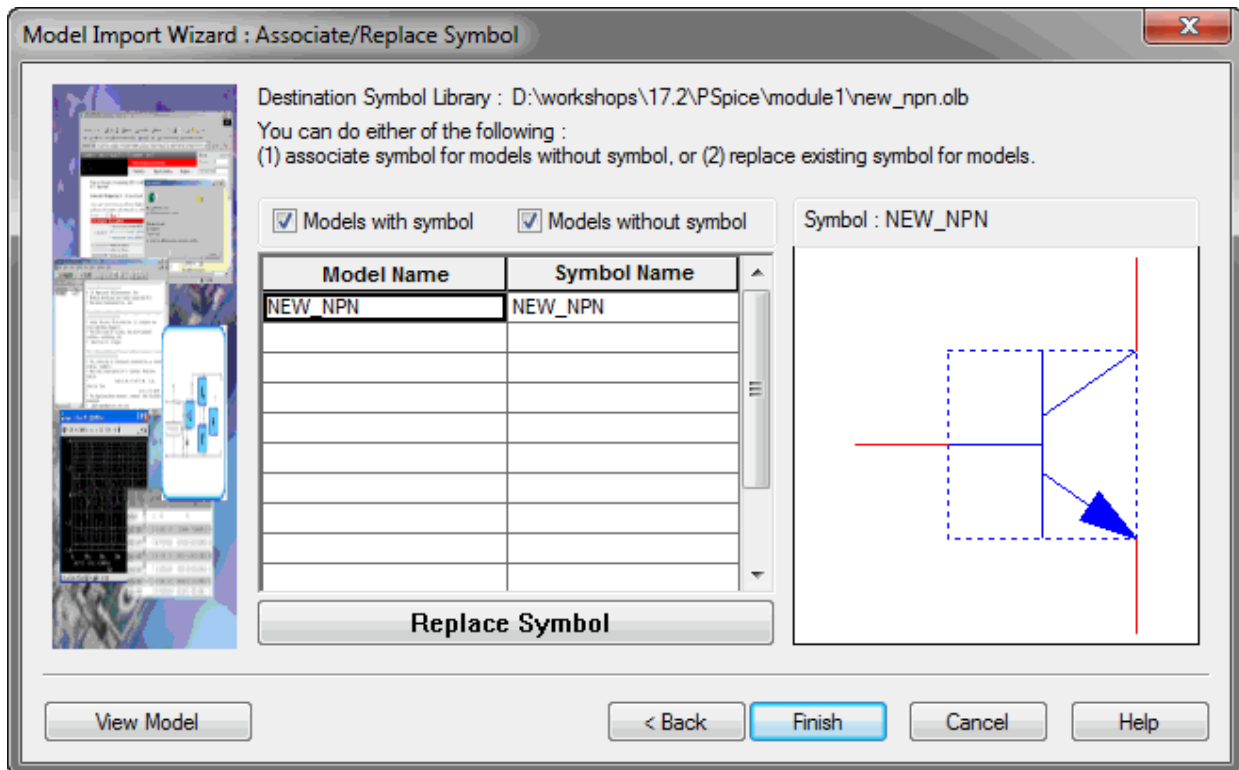 Model Import Wizard : Associate/Replace Symbol
Destination Symbol Library : D:\workshops\17.2\PSpice\module1\new_npn.olb
You can do either of the following :
(1) associate symbol for models without symbol, or (2) replace existing symbol for models.
Models with symbol Models without symbol Symbol : NEW_NPN
Model Name Symbol Name
NEW_NPN NEW_NPN
Replace Symbol
View Model < Back Finish Cancel Help